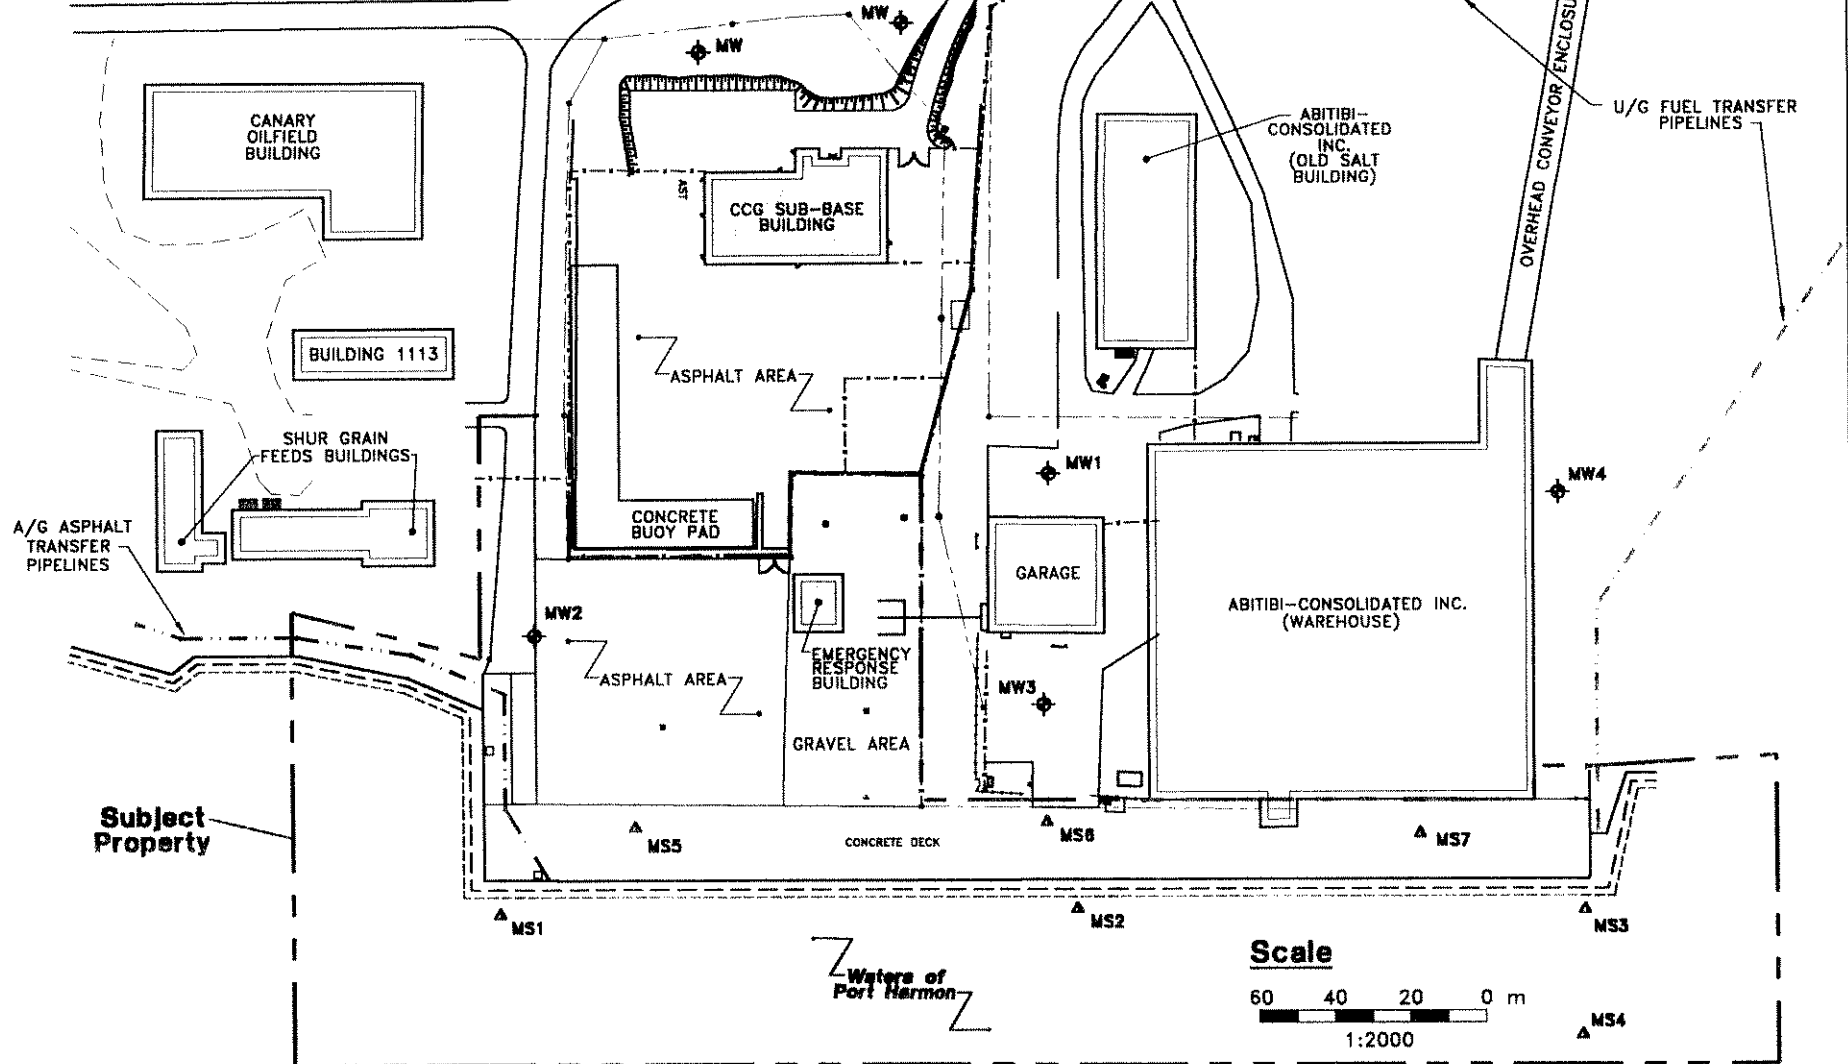 MW
MW
CANARY
OILFIELD
BUILDING
ABITIBI-
CONSOLIDATED
INC.
(OLD SALT
BUILDING)
OVERHEAD CONVEYOR ENCLOSU
U/G FUEL TRANSFER
PIPELINES
AST
CCG SUB-BASE
BUILDING
BUILDING 1113
ASPHALT AREA
SHUR GRAIN
FEEDS BUILDINGS
MW1
MW4
A/G ASPHALT
TRANSFER
PIPELINES
CONCRETE
BUOY PAD
GARAGE
ABITIBI-CONSOLIDATED INC.
(WAREHOUSE)
MW2
EMERGENCY
RESPONSE
BUILDING
ASPHALT AREA
MW3
GRAVEL AREA
Subject
Property
MS5
CONCRETE DECK
MS6
MS7
MS1
MS2
MS3
Waters of
Port Harmon
Scale
60 40 20 0 m
1:2000
MS4